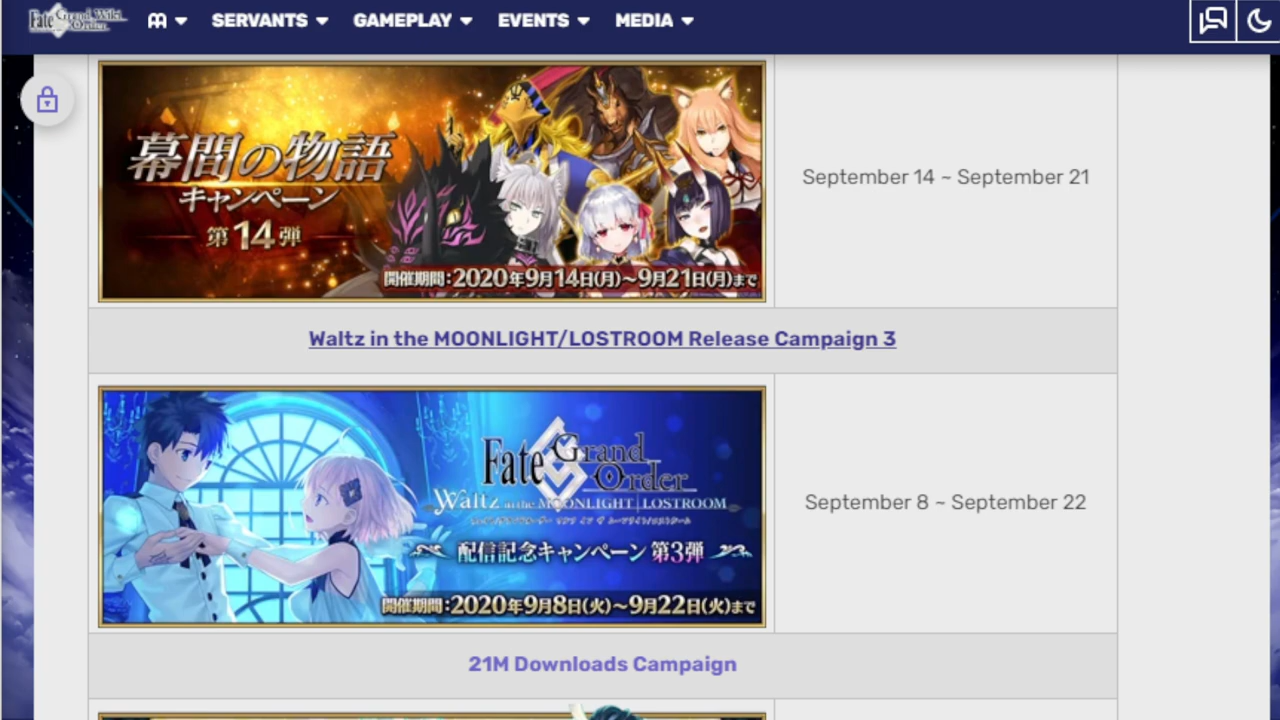 Fate Grand Order Wiki
SERVANTS GAMEPLAY EVENTS MEDIA
幕間の物語
キャンペーン
第14弾
開催期間:2020年9月14日(月)~9月21日(月)まで
September 14 ~ September 21
Waltz in the MOONLIGHT/LOSTROOM Release Campaign 3
Fate Grand Order
Waltz in the MOONLIGHT LOSTROOM
配信記念キャンペーン 第3弾
開催期間:2020年9月8日(火)~9月22日(火)まで
September 8 ~ September 22
21M Downloads Campaign